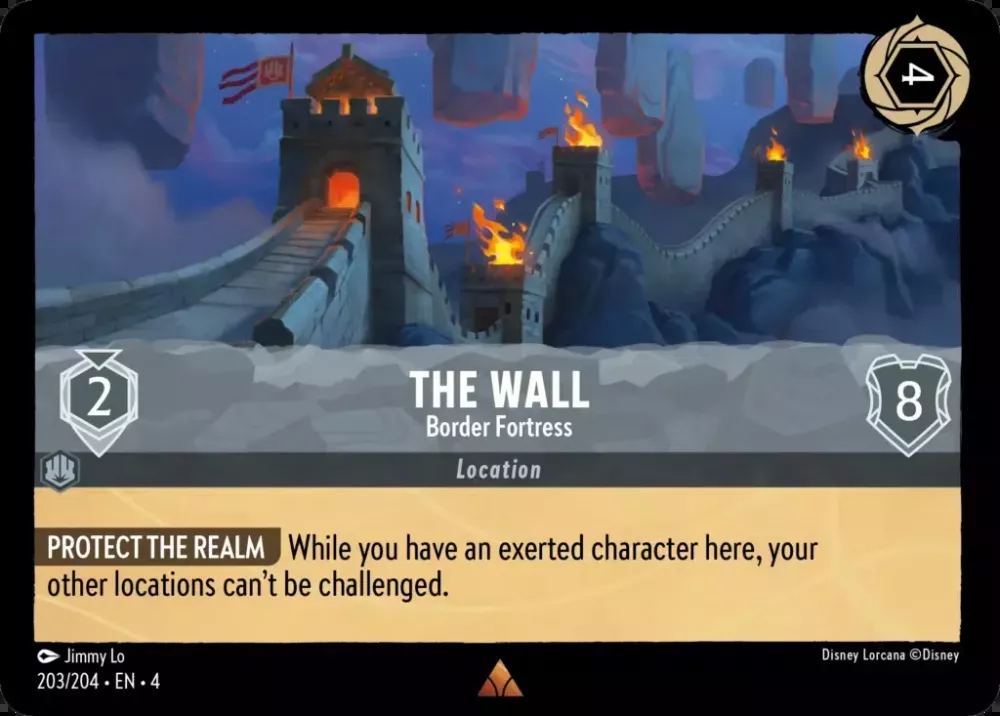 4
2
THE WALL
Border Fortress
8
Location
PROTECT THE REALM While you have an exerted character here, your
other locations can't be challenged.
Jimmy Lo
Disney Lorcana ©Disney
203/204 • EN • 4